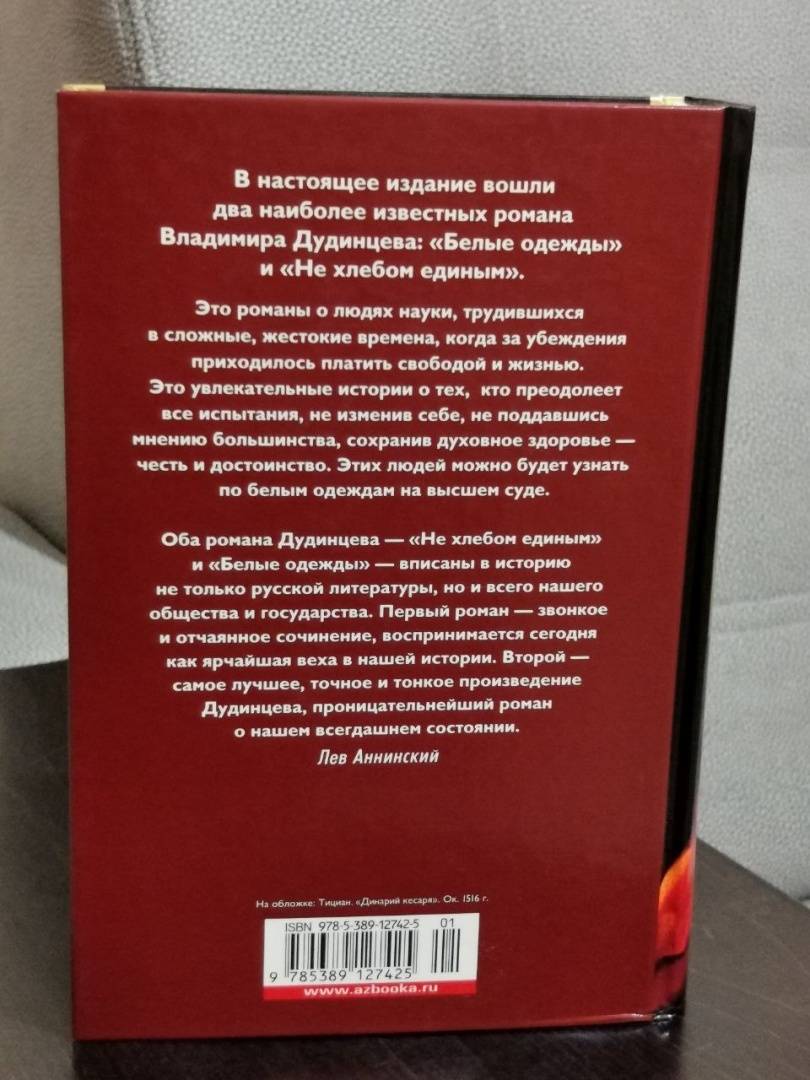 В настоящее издание вошли
два наиболее известных романа
Владимира Дудинцева: «Белые одежды»
и «Не хлебом единым».
Это романы о людях науки, трудившихся
в сложные, жестокие времена, когда за убеждения
приходилось платить свободой и жизнью.
Это увлекательные истории о тех, кто преодолеет
все испытания, не изменив себе, не поддавшись
мнению большинства, сохранив духовное здоровье —
честь и достоинство. Этих людей можно будет узнать
по белым одеждам на высшем суде.
Оба романа Дудинцева — «Не хлебом единым»
и «Белые одежды» — вписаны в историю
не только русской литературы, но и всего нашего
общества и государства. Первый роман — звонкое
и отчаянное сочинение, воспринимается сегодня
как ярчайшая веха в нашей истории. Второй —
самое лучшее, точное и тонкое произведение
Дудинцева, проницательнейший роман
о нашем всегдашнем состоянии.
Лев Аннинский
На обложке: Тициан. «Динарий кесаря». Ок. 1516 г.
ISBN 978-5-389-12742-5 01
9 785389 127425
www.azbooka.ru